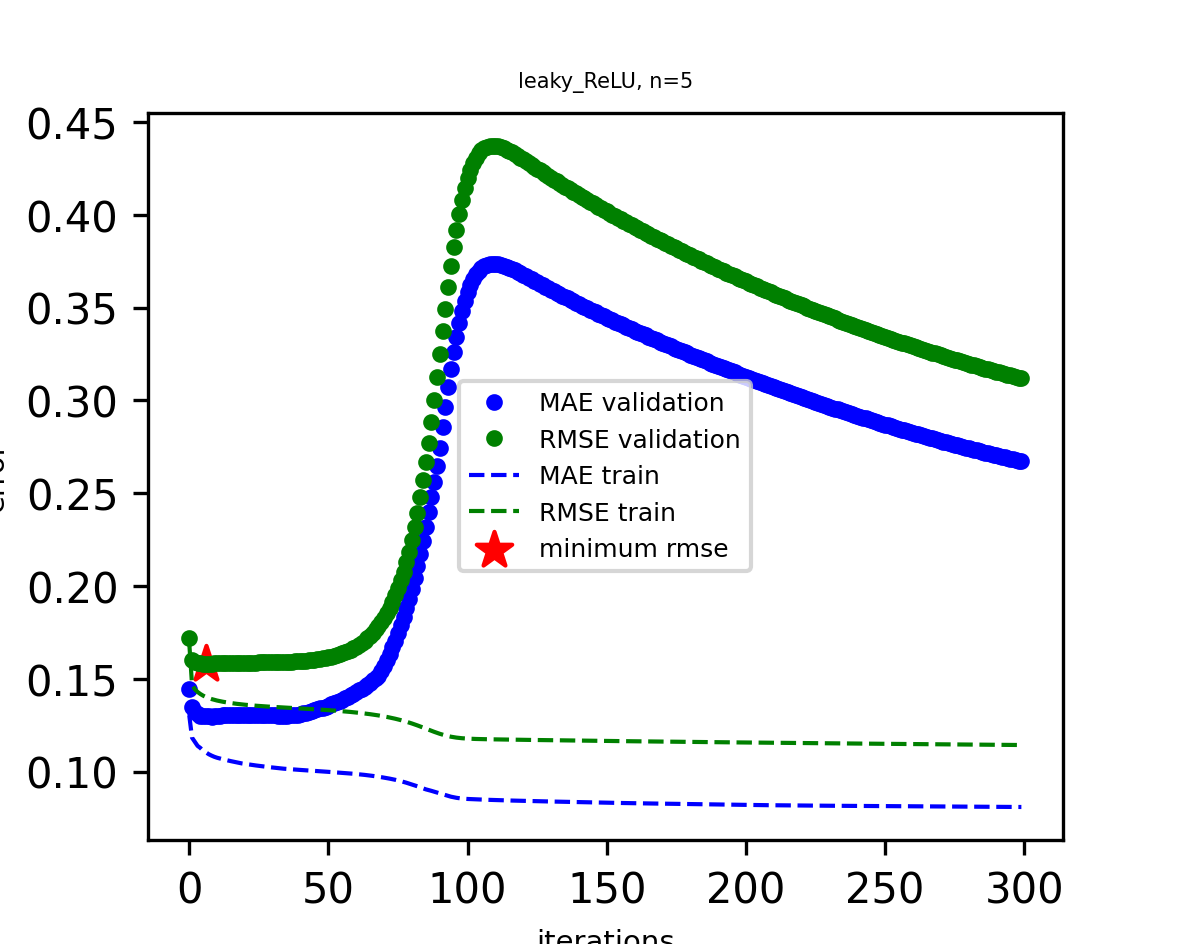 leaky_ReLU, n=5
0.45
0.40
0.35
0.30
0.25
0.20
0.15
0.10
MAE validation
RMSE validation
MAE train
RMSE train
minimum rmse
0 50 100 150 200 250 300
iterations